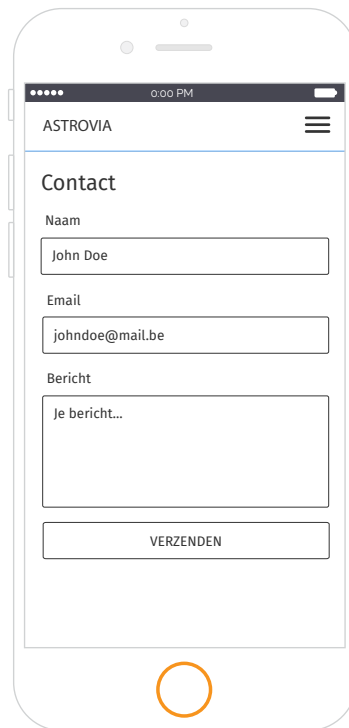 0:00 PM
ASTROVIA
Contact
Naam
John Doe
Email
johndoe@mail.be
Bericht
Je bericht...
VERZENDEN